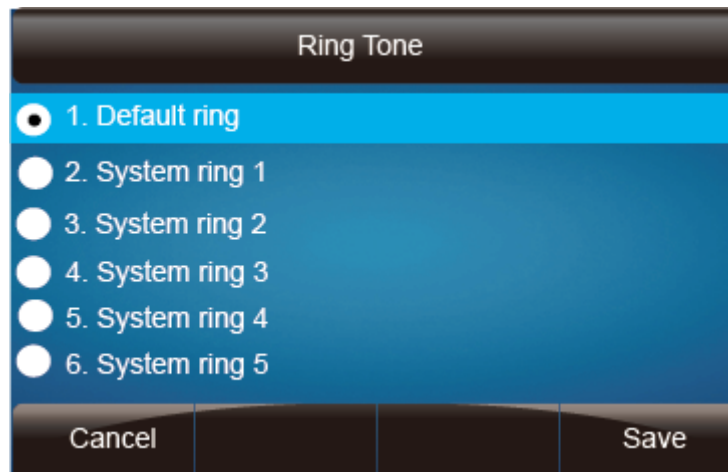 Ring Tone
1. Default ring
2. System ring 1
3. System ring 2
4. System ring 3
5. System ring 4
6. System ring 5
Cancel Save